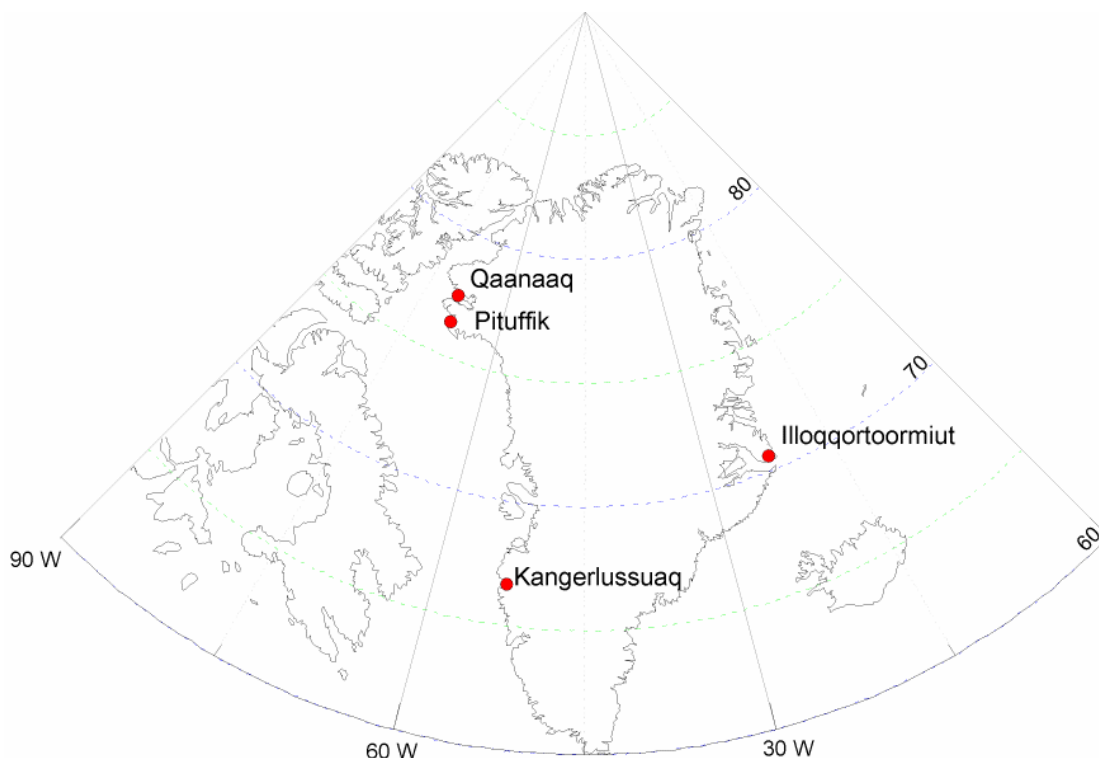 80
Qaanaaq
Pituffik
70
Illoqqortoormiut
60
90 W
Kangerlussuaq
60 W
30 W